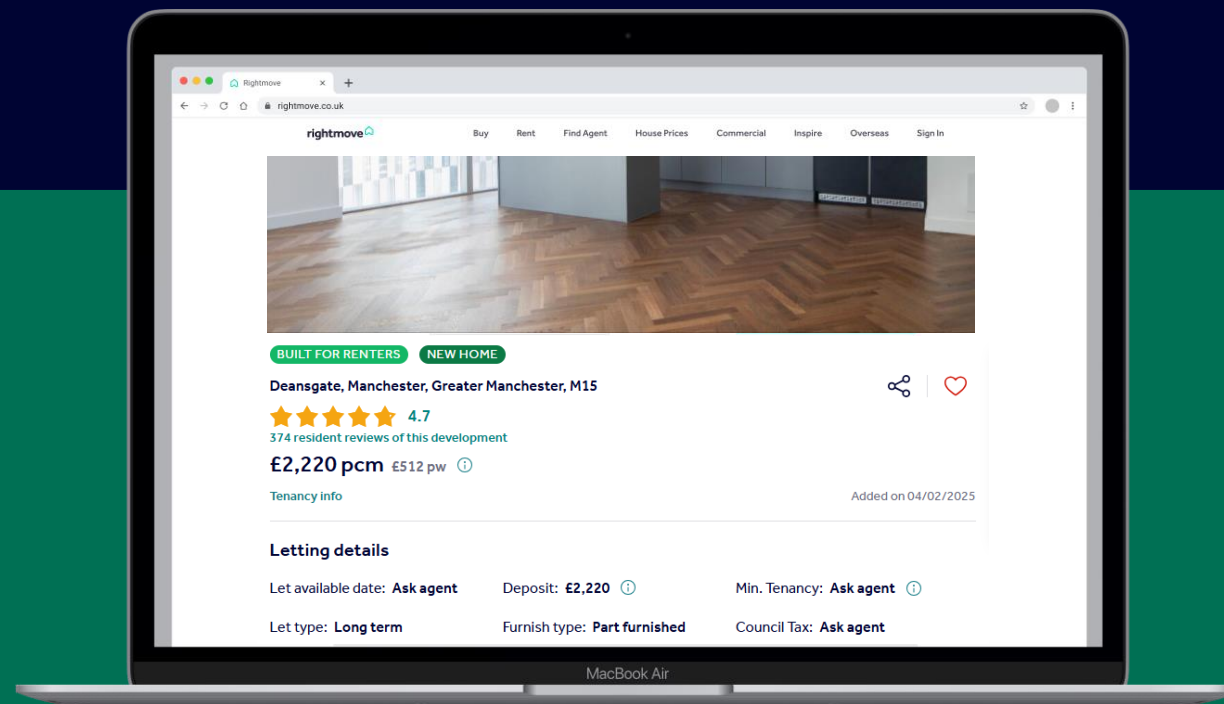 Rightmove
rightmove.co.uk
rightmove Buy Rent Find Agent House Prices Commercial Inspire Overseas Sign In
BUILT FOR RENTERS NEW HOME
Deansgate, Manchester, Greater Manchester, M15
4.7
374 resident reviews of this development
£2,220 pcm £512 pw
Tenancy info Added on 04/02/2025
Letting details
Let available date: Ask agent Deposit: £2,220 Min. Tenancy: Ask agent
Let type: Long term Furnish type: Part furnished Council Tax: Ask agent
MacBook Air